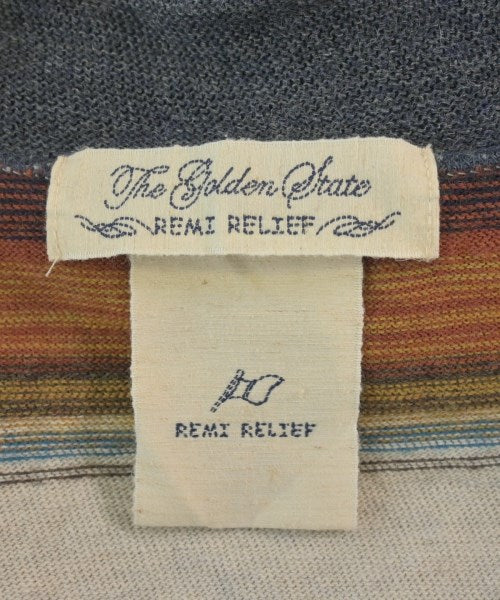 The Golden State
REMI RELIEF
REMI RELIEF